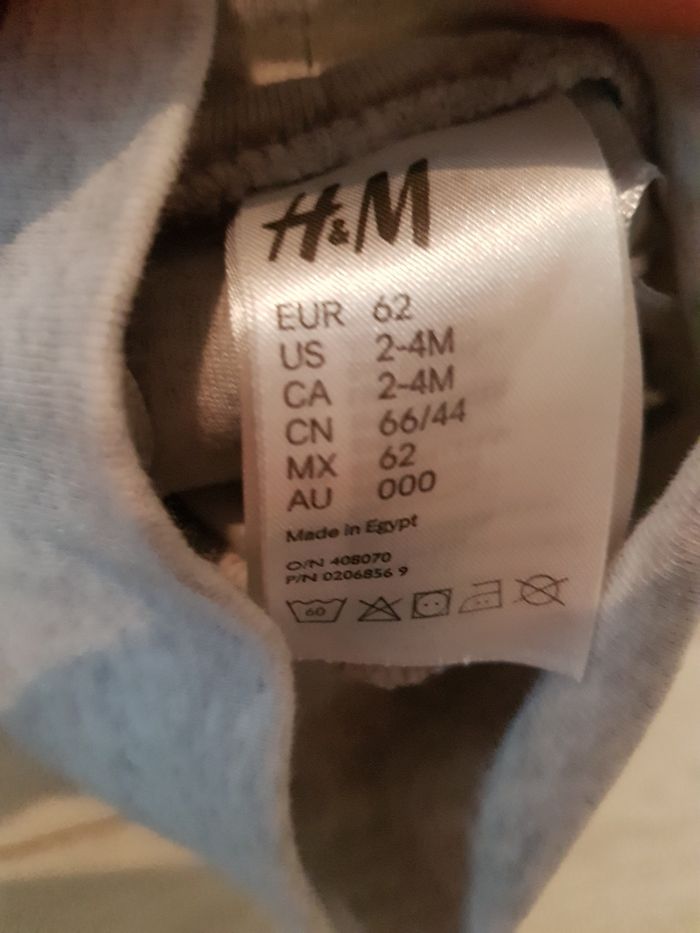 H&M
EUR 62
US 2-4M
CA 2-4M
CN 66/44
MX 62
AU 000
Made in Egypt
O/N 408070
P/N 0206856 9
60